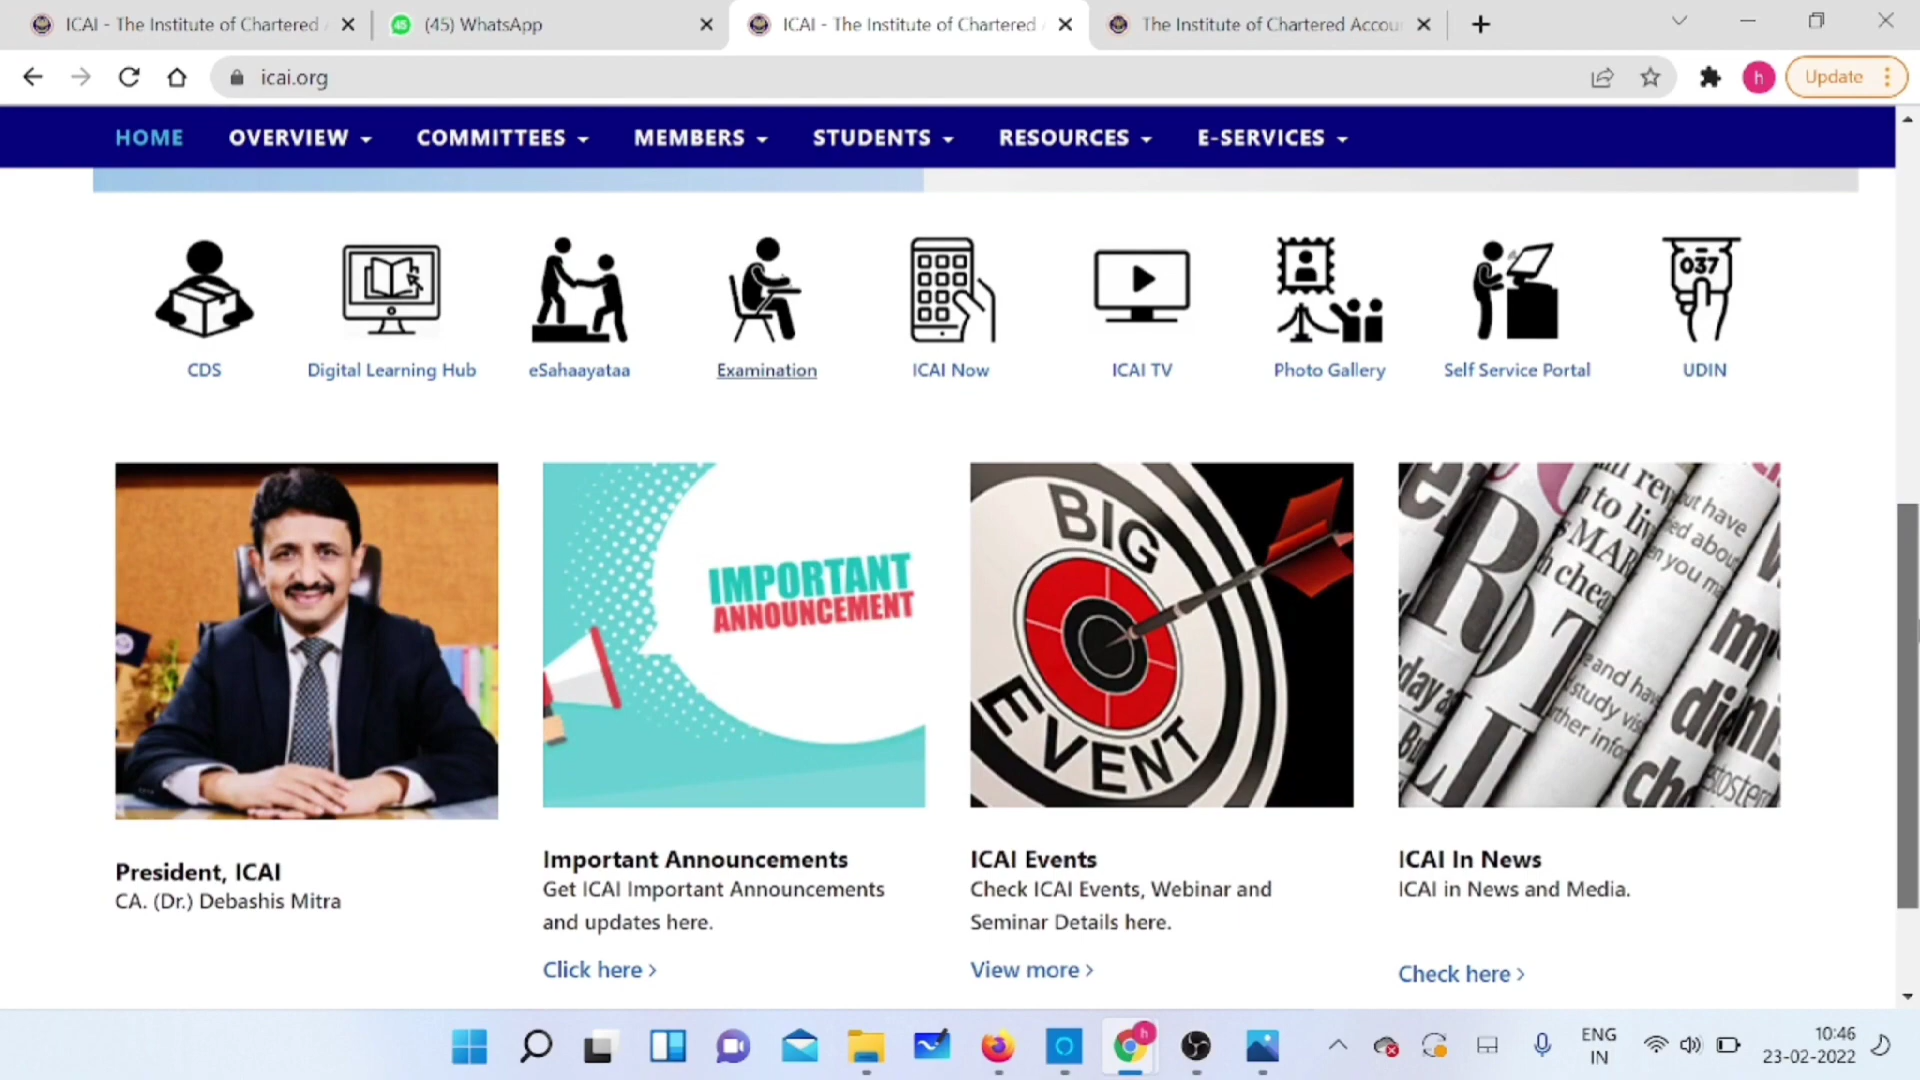 ICAI - The Institute of Chartered
(45) WhatsApp
ICAI - The Institute of Chartered
The Institute of Chartered Accou
icai.org
Update
HOME
OVERVIEW
COMMITTEES
MEMBERS
STUDENTS
RESOURCES
E-SERVICES
037
CDS
Digital Learning Hub
eSahaayataa
Examination
ICAI Now
ICAI TV
Photo Gallery
Self Service Portal
UDIN
IMPORTANT
ANNOUNCEMENT
BIG
EVENT
President, ICAI
CA. (Dr.) Debashis Mitra
Important Announcements
Get ICAI Important Announcements
and updates here.
Click here >
ICAI Events
Check ICAI Events, Webinar and
Seminar Details here.
View more >
ICAI In News
ICAI in News and Media.
Check here >
ENG
IN
10:46
23-02-2022